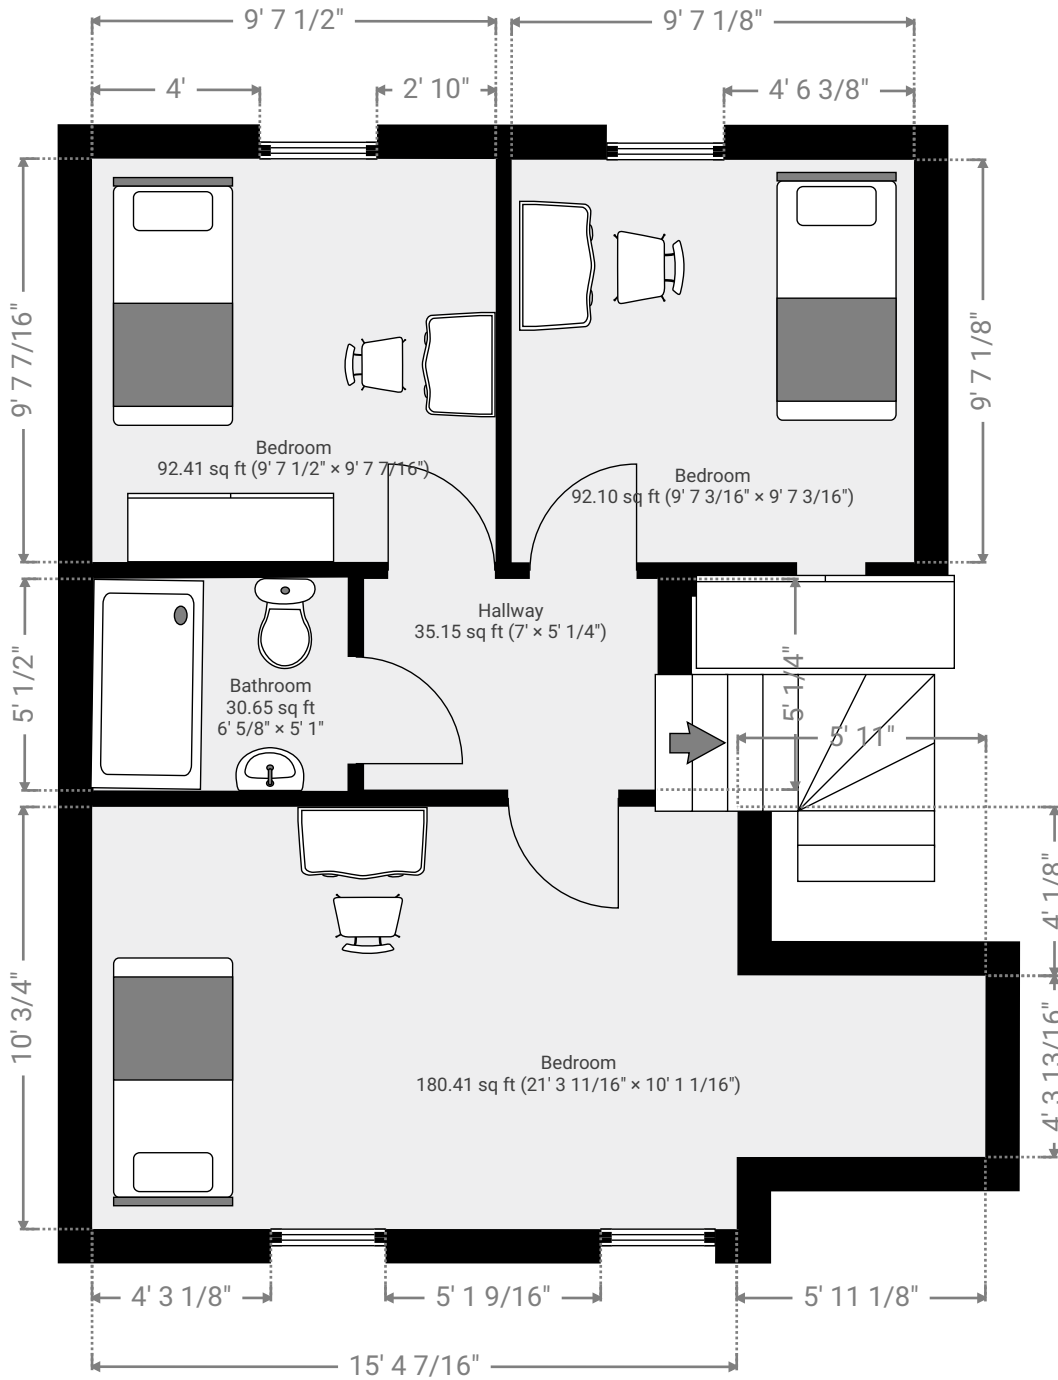 9' 7 1/2"
9' 7 1/8"
4'
2' 10"
4' 6 3/8"
9' 7 7/16"
9' 7 1/8"
Bedroom
92.41 sq ft (9' 7 1/2" × 9' 7 7/16")
Bedroom
92.10 sq ft (9' 7 3/16" × 9' 7 3/16")
Hallway
35.15 sq ft (7' × 5' 1/4")
5' 1/2"
5' 1/4"
Bathroom
30.65 sq ft
6' 5/8" × 5' 1"
5' 11"
4' 1/8"
10' 3/4"
4' 3 13/16"
Bedroom
180.41 sq ft (21' 3 11/16" × 10' 1 1/16")
4' 3 1/8"
5' 1 9/16"
5' 11 1/8"
15' 4 7/16"